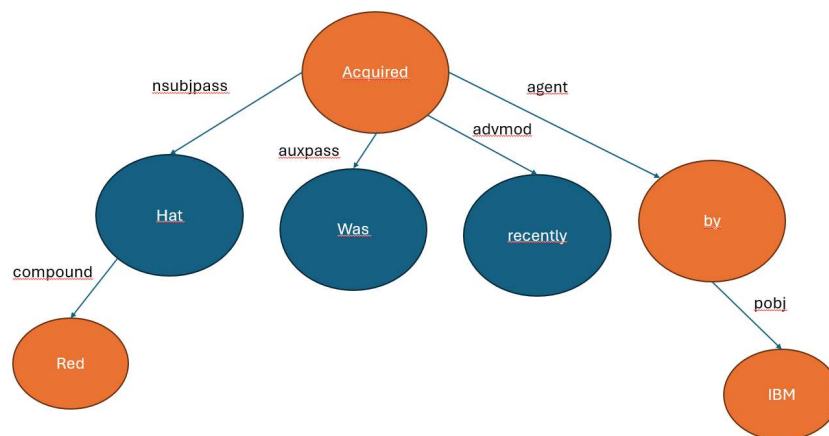 Acquired
nsubjpass
agent
advmod
auxpass
Hat
Was
recently
by
compound
pobj
Red
IBM